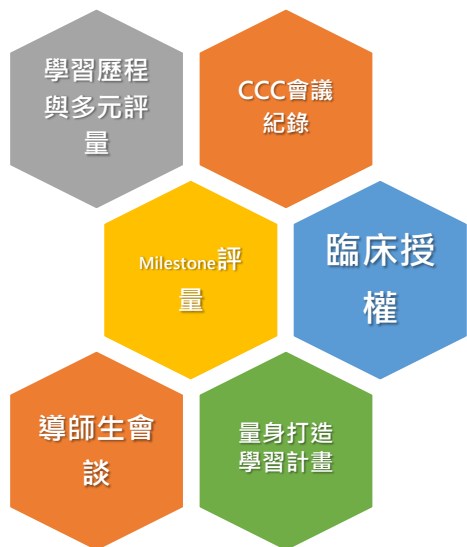 學習歷程
與多元評
量
CCC會議
紀錄
Milestone評
量
臨床授
權
導師生會
談
量身打造
學習計畫